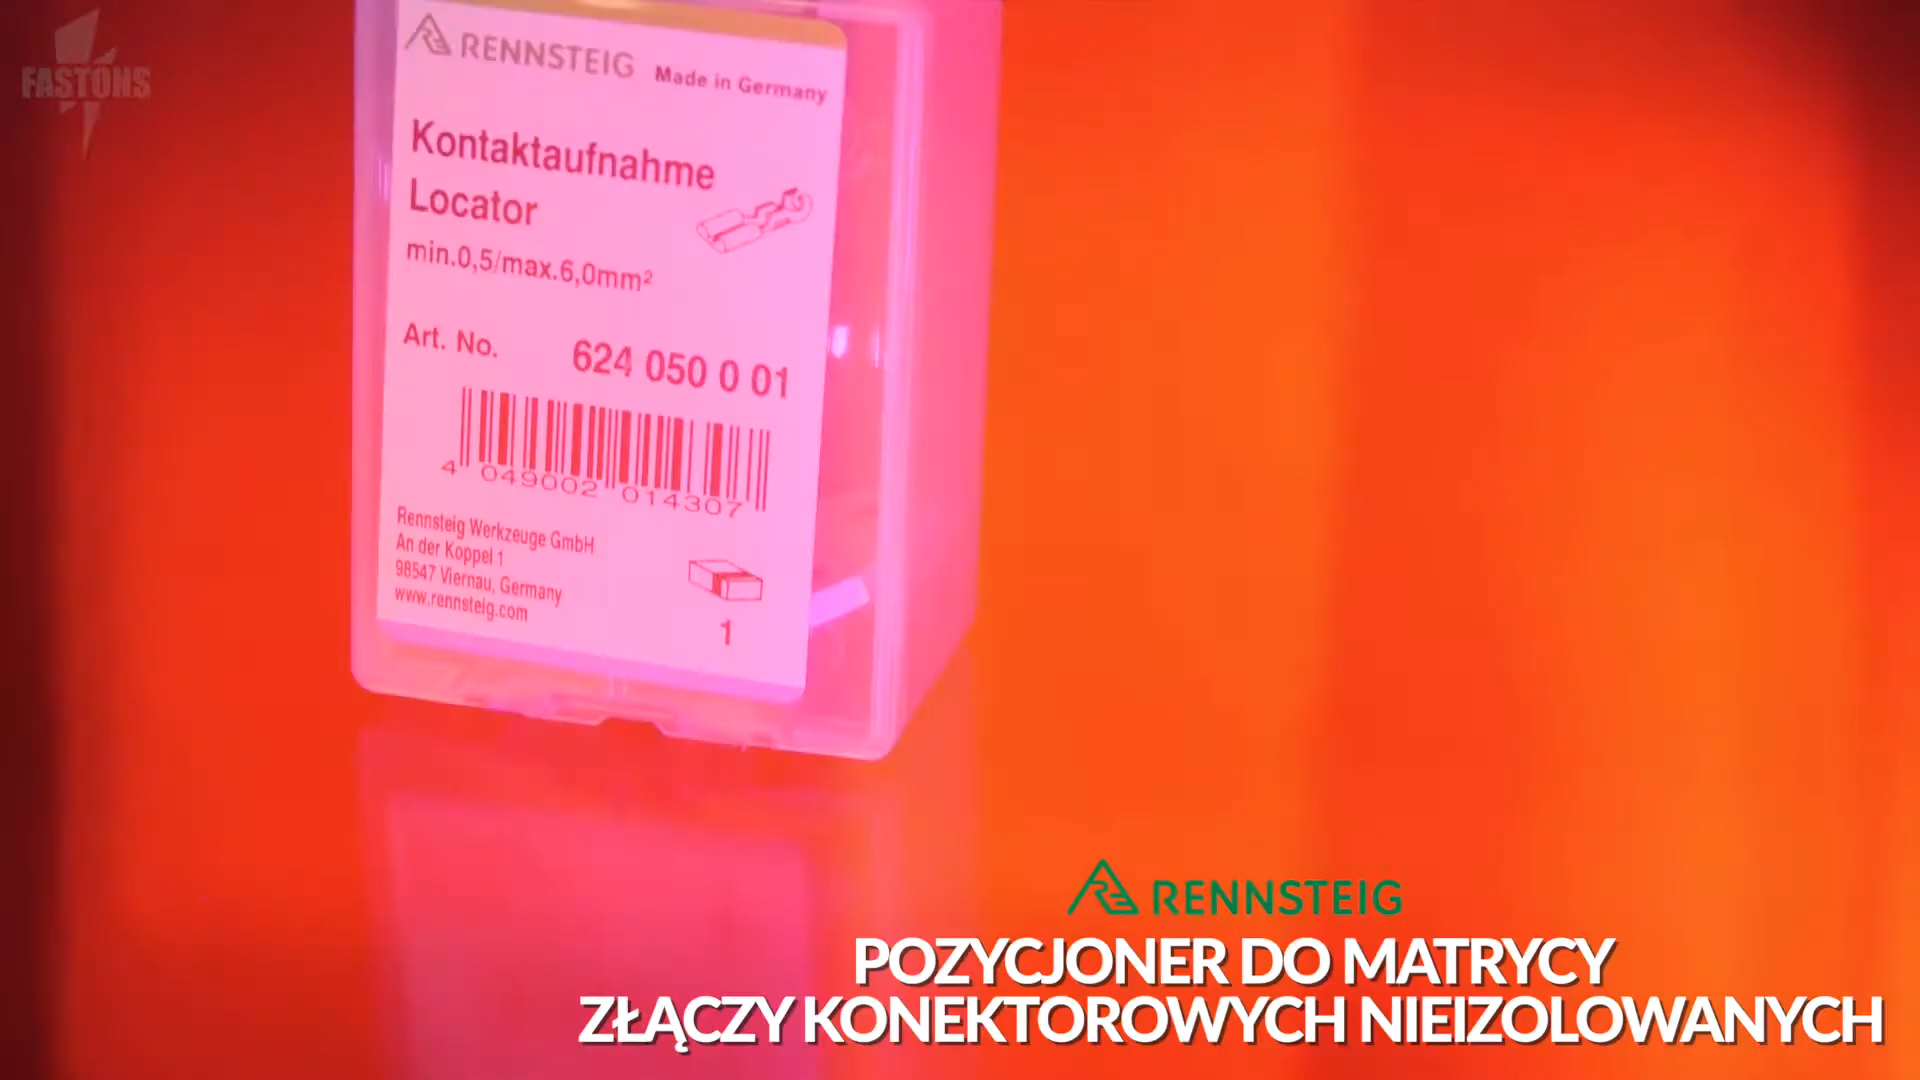 FASTONS
RENNSTEIG Made in Germany
Kontaktaufnahme
Locator
min.0,5/max.6,0mm²
Art. No. 624 050 0 01
4 049002 014307
Rennsteig Werkzeuge GmbH
An der Koppel 1
98547 Viernau, Germany
www.rennsteig.com
1
RENNSTEIG
POZYCJONER DO MATRYCY
ZŁĄCZY KONEKTOROWYCH NIEIZOLOWANYCH